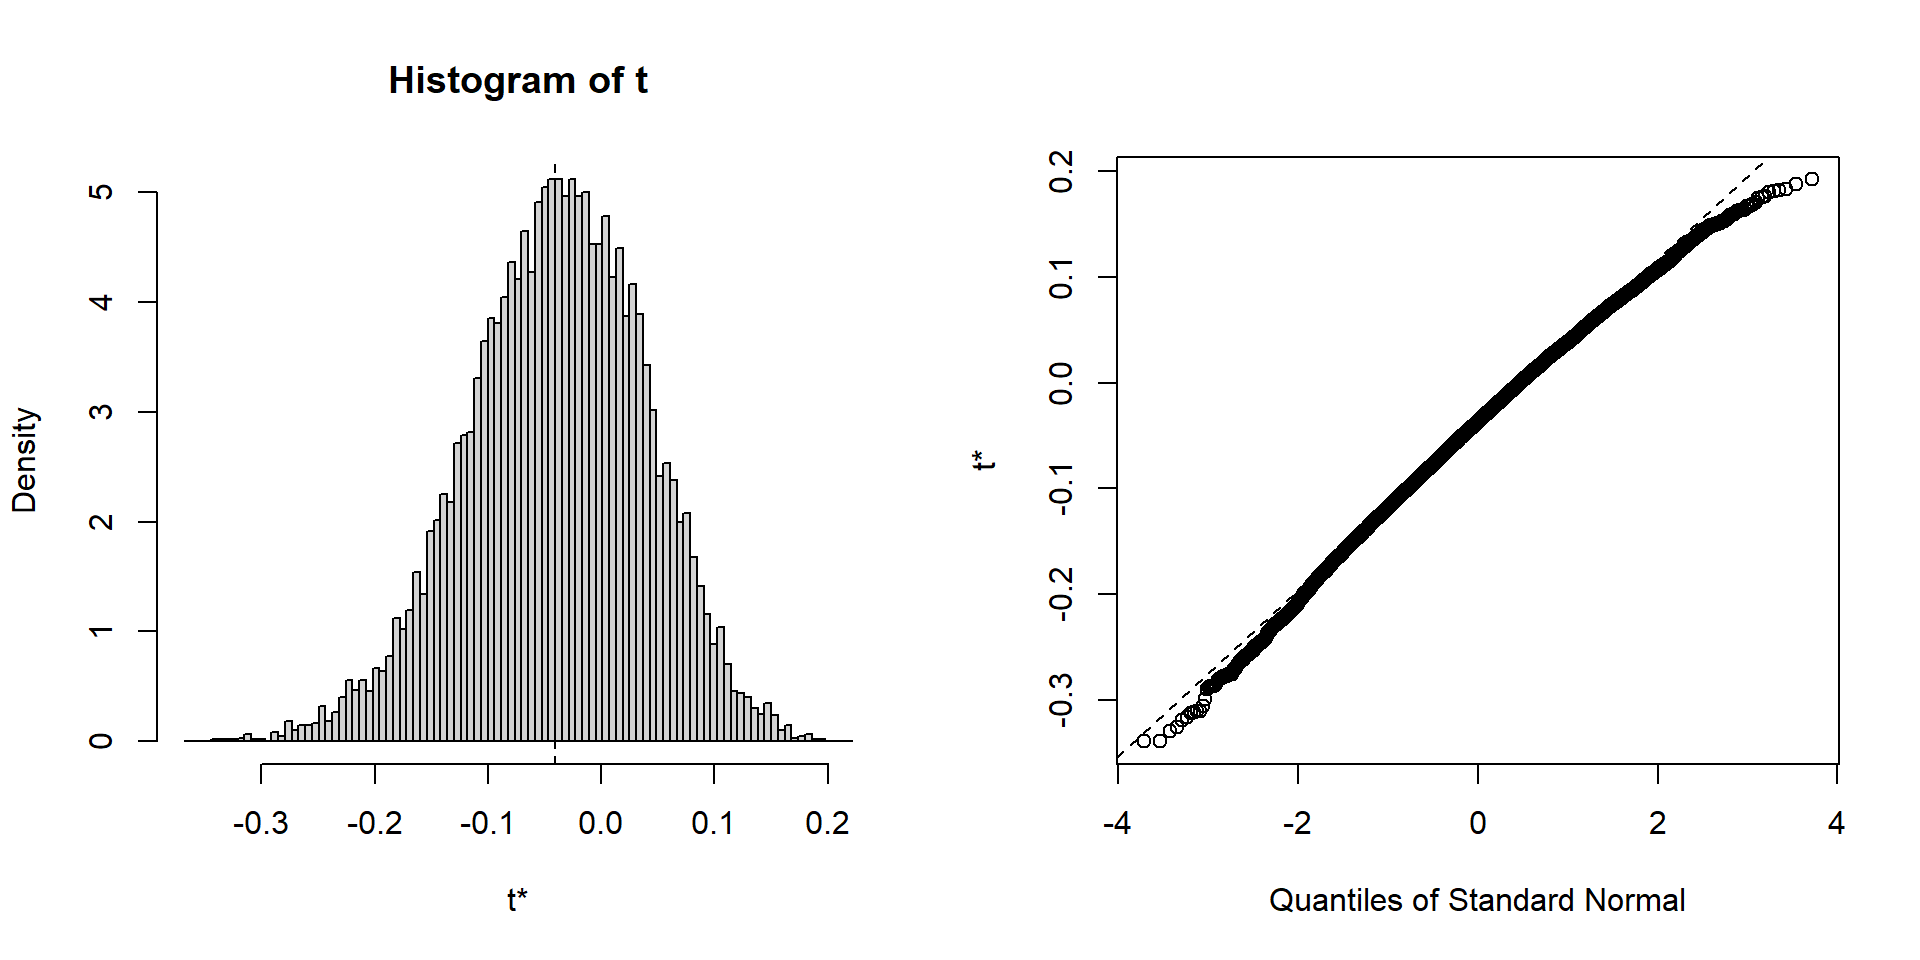 Histogram of t
Density
0 1 2 3 4 5
-0.3 -0.2 -0.1 0.0 0.1 0.2
t*
t*
-0.3 -0.2 -0.1 0.0 0.1 0.2
-4 -2 0 2 4
Quantiles of Standard Normal